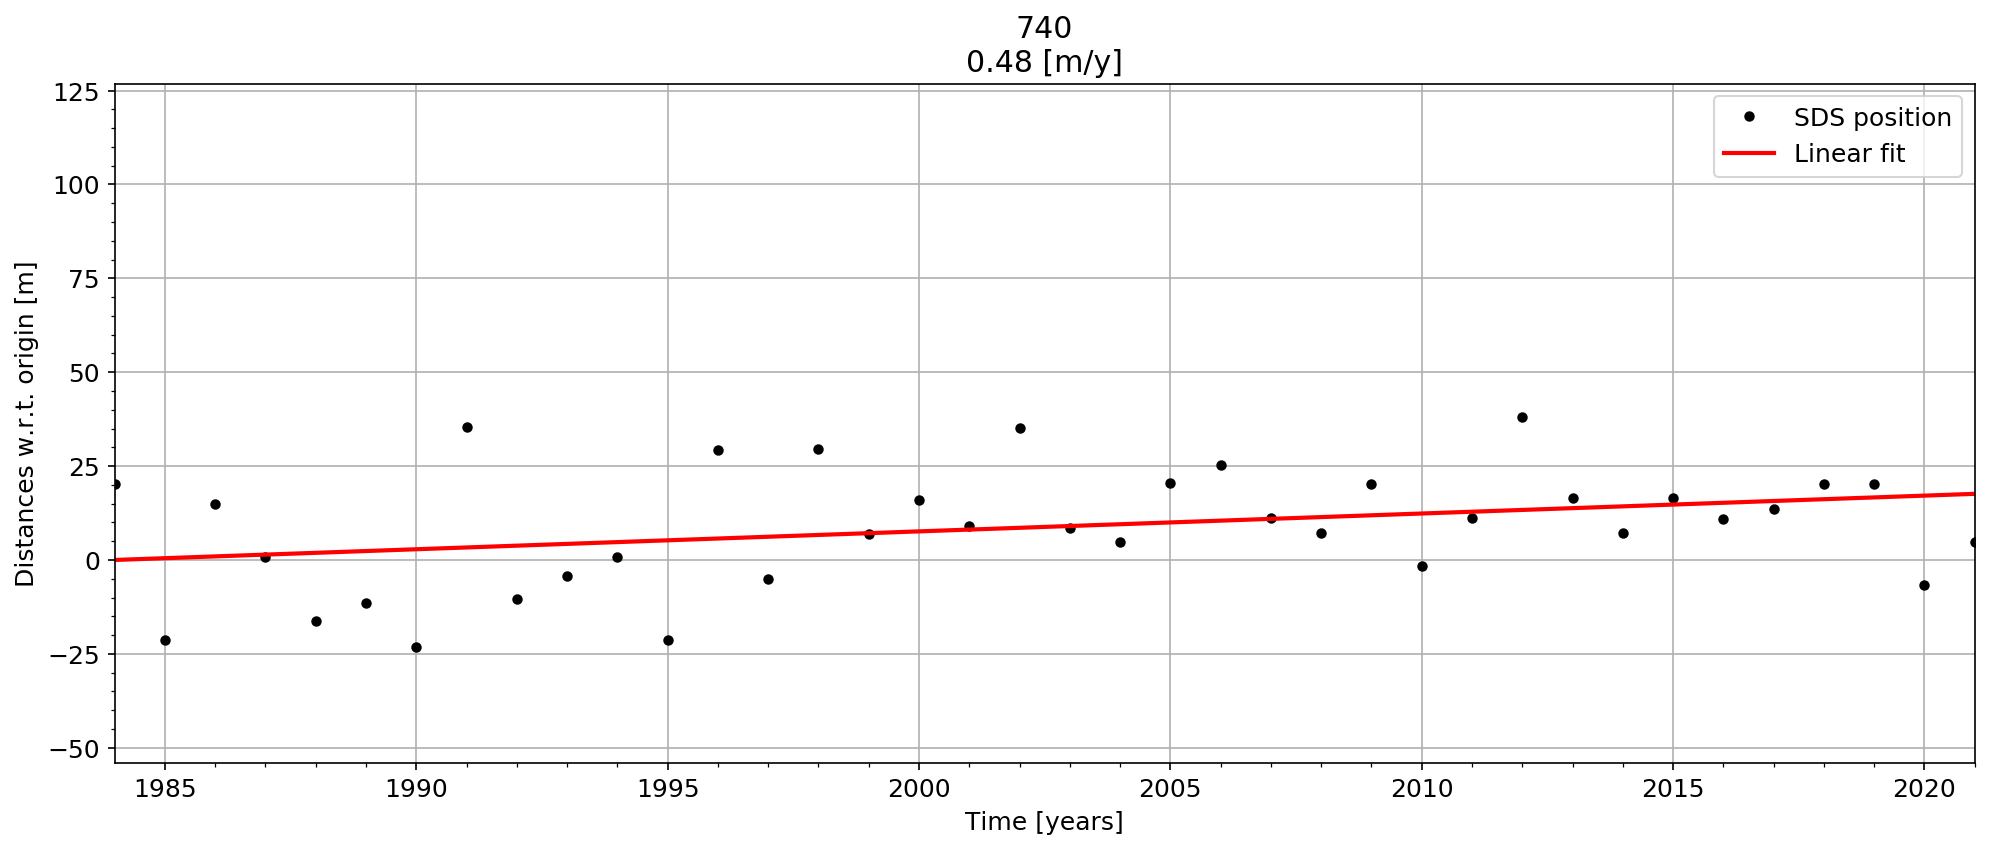 740
0.48 [m/y]
125
100
75
50
25
0
−25
−50
Distances w.r.t. origin [m]
SDS position
Linear fit
1985 1990 1995 2000 2005 2010 2015 2020
Time [years]